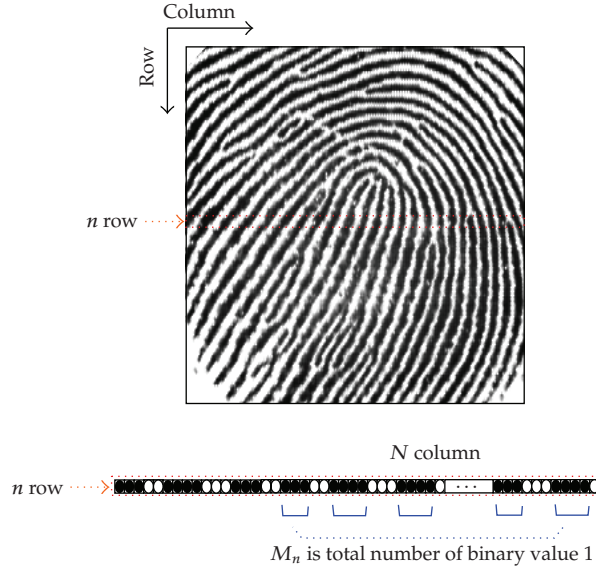 Column
Row
n row
N column
n row
...
M_n is total number of binary value 1